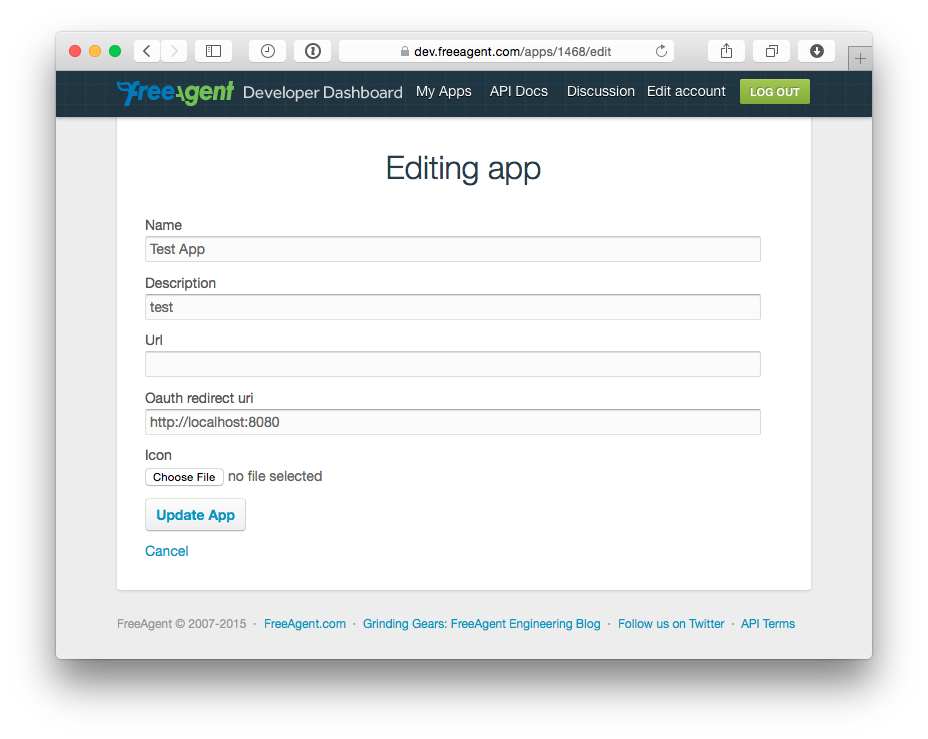 dev.freeagent.com/apps/1468/edit
FreeAgent Developer Dashboard My Apps API Docs Discussion Edit account LOG OUT
Editing app
Name
Test App
Description
test
Url
Oauth redirect uri
http://localhost:8080
Icon
Choose File no file selected
Update App
Cancel
FreeAgent © 2007-2015 · FreeAgent.com · Grinding Gears: FreeAgent Engineering Blog · Follow us on Twitter · API Terms